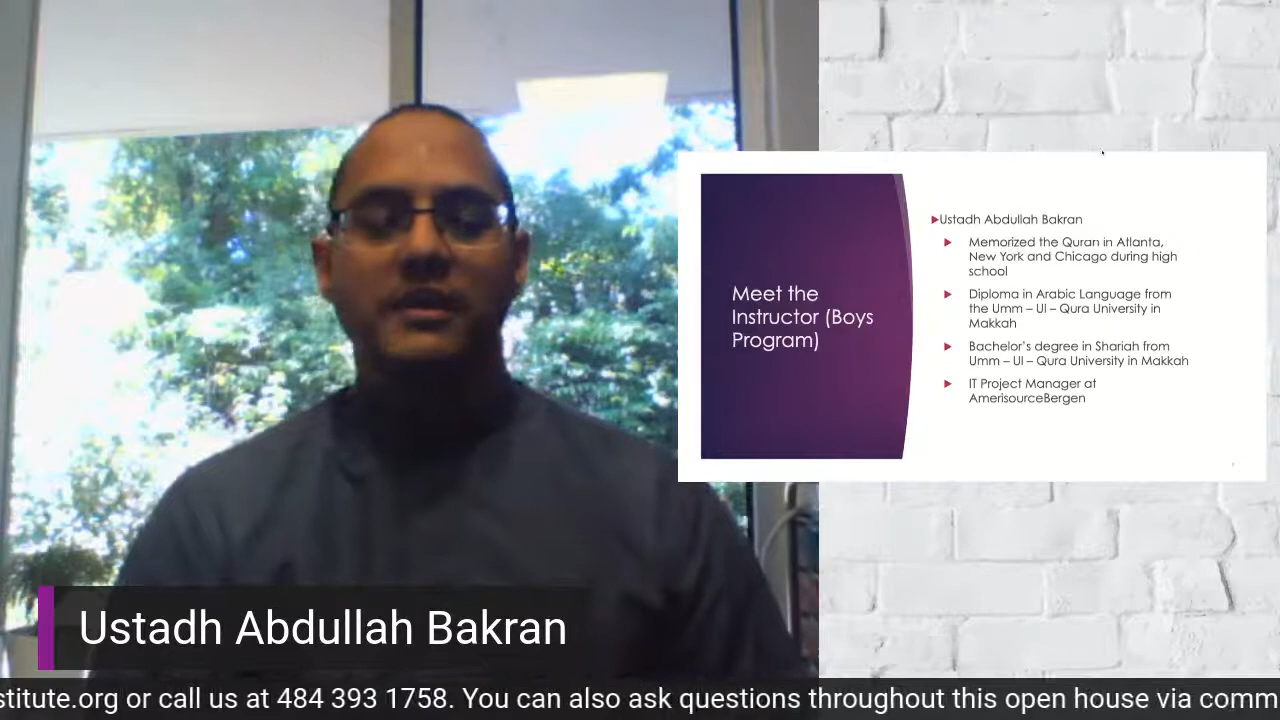 Meet the
Instructor (Boys
Program)
Ustadh Abdullah Bakran
Memorized the Quran in Atlanta,
New York and Chicago during high
school
Diploma in Arabic Language from
the Umm – Ul – Qura University in
Makkah
Bachelor's degree in Shariah from
Umm – Ul – Qura University in Makkah
IT Project Manager at
AmerisourceBergen
Ustadh Abdullah Bakran
stitute.org or call us at 484 393 1758. You can also ask questions throughout this open house via comm